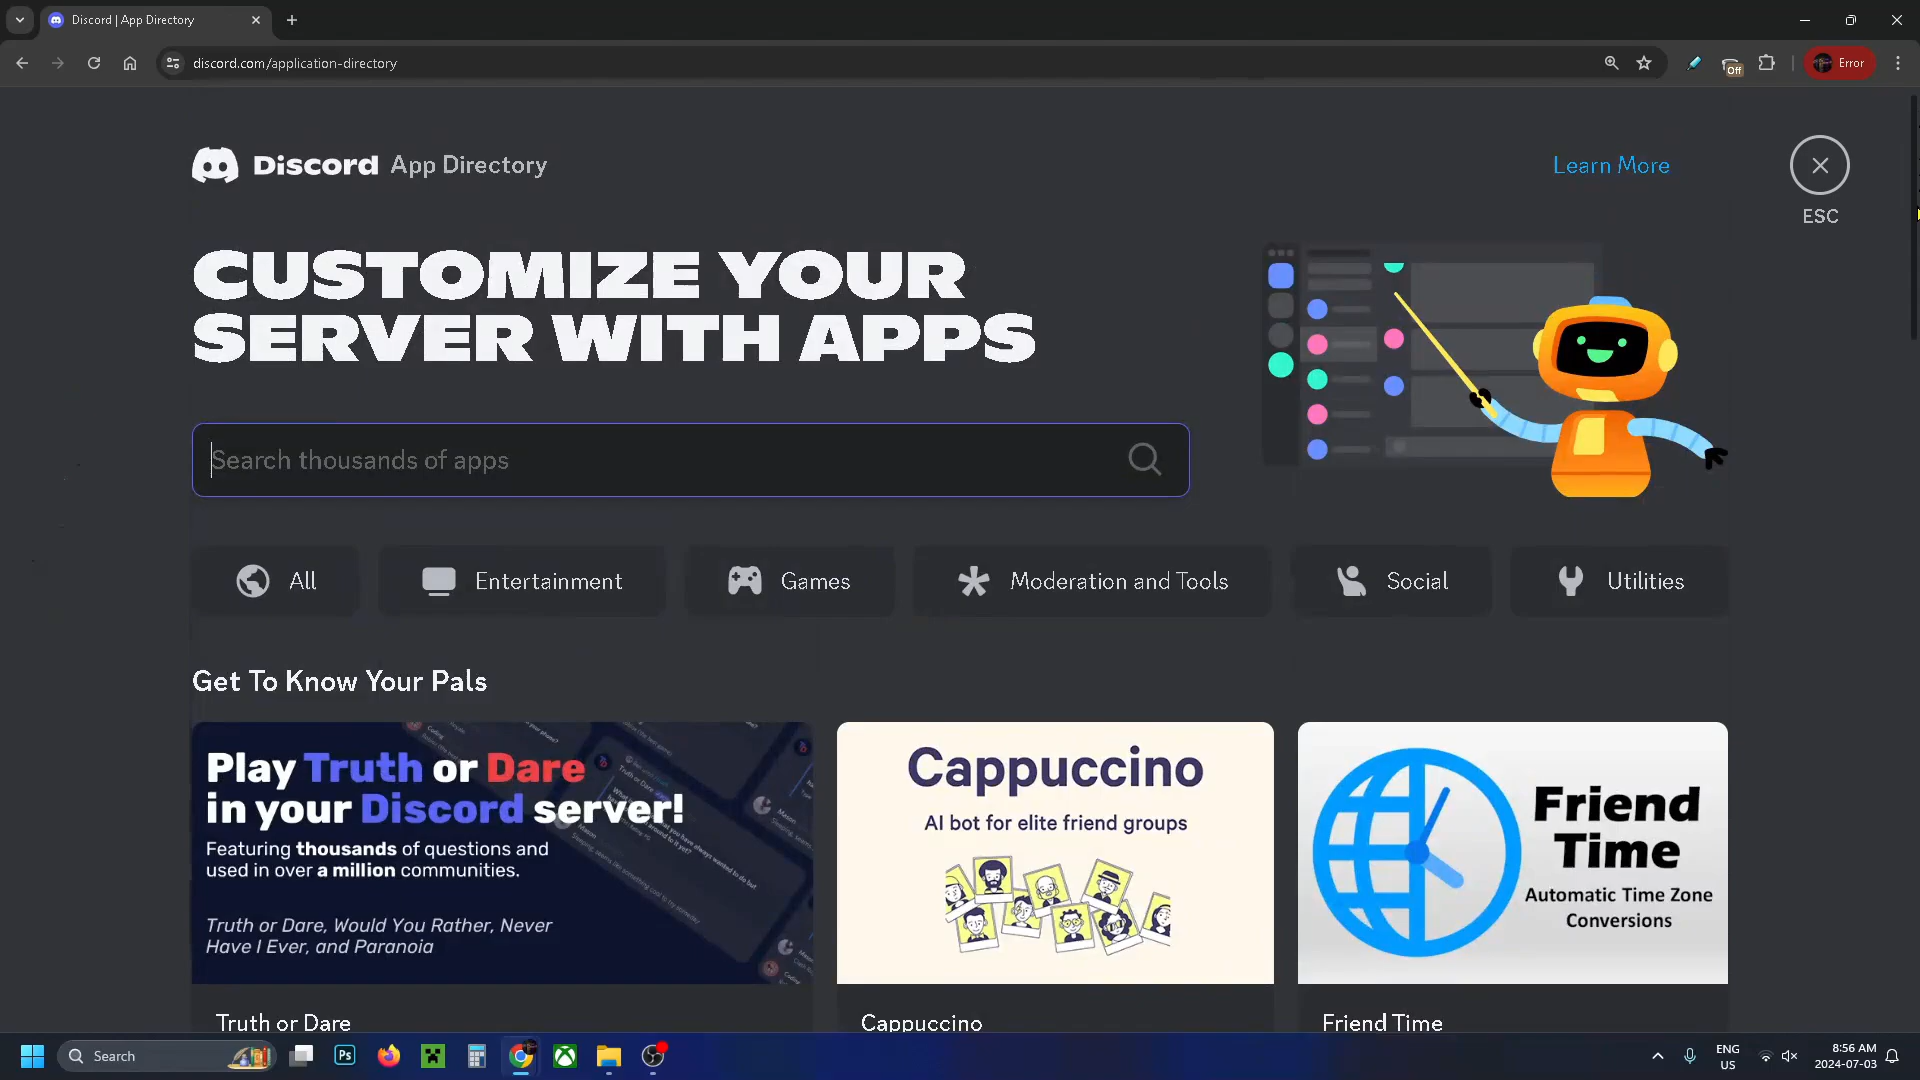 Discord | App Directory
discord.com/application-directory
Off
Error
Discord App Directory
Learn More
ESC
CUSTOMIZE YOUR
SERVER WITH APPS
Search thousands of apps
All
Entertainment
Games
Moderation and Tools
Social
Utilities
Get To Know Your Pals
Play Truth or Dare
in your Discord server!
Featuring thousands of questions and
used in over a million communities.
Truth or Dare, Would You Rather, Never
Have I Ever, and Paranoia
Cappuccino
AI bot for elite friend groups
Friend
Time
Automatic Time Zone
Conversions
Truth or Dare
Cappuccino
Friend Time
Search
Ps
ENG
US
8:56 AM
2024-07-03